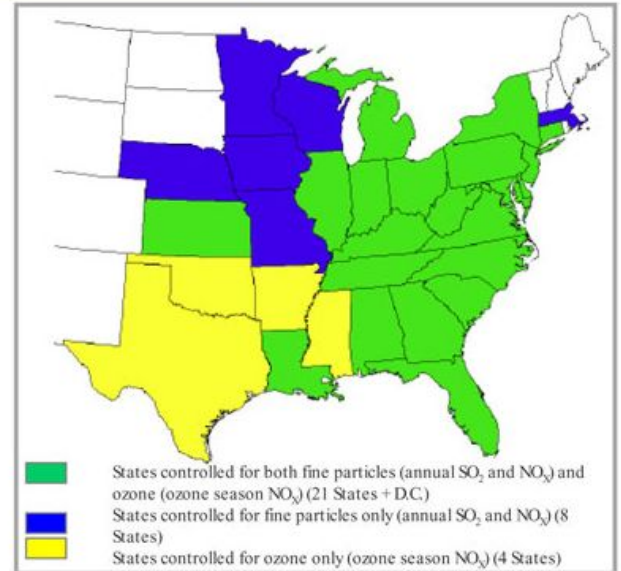 States controlled for both fine particles (annual SO₂ and NOₓ) and
ozone (ozone season NOₓ) (21 States + D.C.)
States controlled for fine particles only (annual SO₂ and NOₓ) (8
States)
States controlled for ozone only (ozone season NOₓ) (4 States)